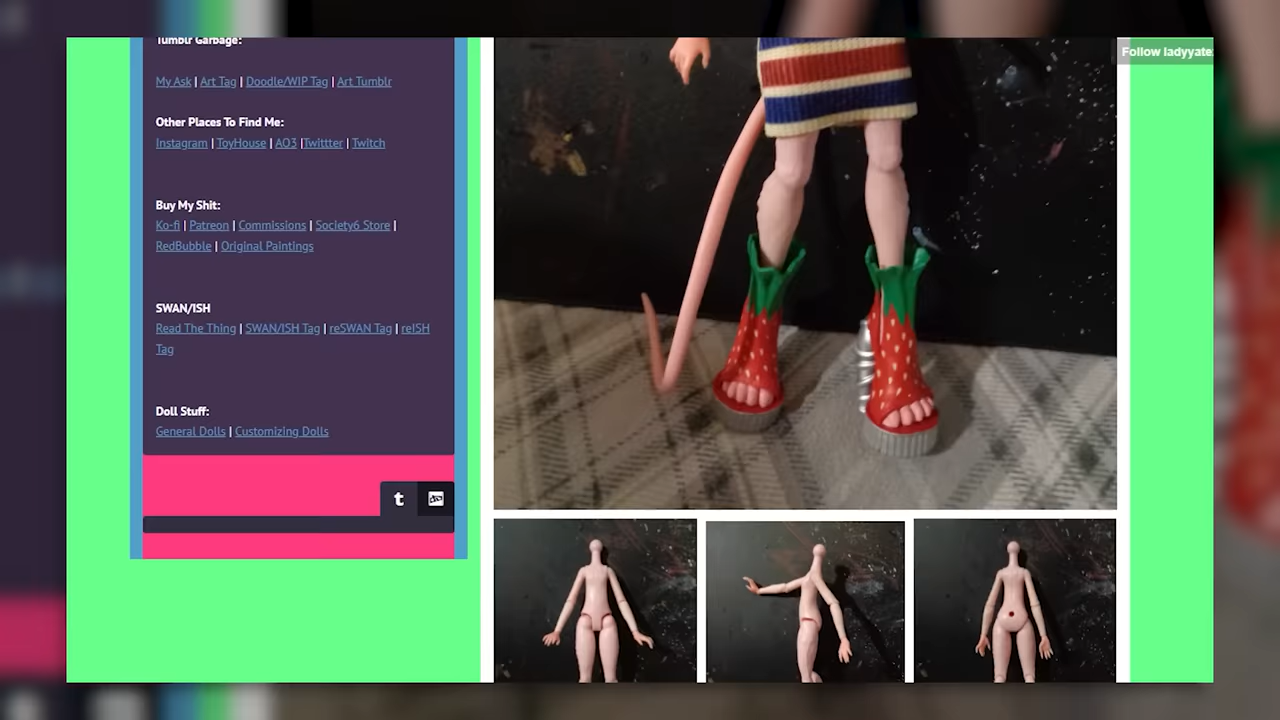 Tumblr Garbage:
My Ask | Art Tag | Doodle/WIP Tag | Art Tumblr
Other Places To Find Me:
Instagram | ToyHouse | AO3 |Twittter | Twitch
Buy My Shit:
Ko-fi | Patreon | Commissions | Society6 Store |
RedBubble | Original Paintings
SWAN/ISH
Read The Thing | SWAN/ISH Tag | reSWAN Tag | reISH
Tag
Doll Stuff:
General Dolls | Customizing Dolls
t
Follow ladyyate